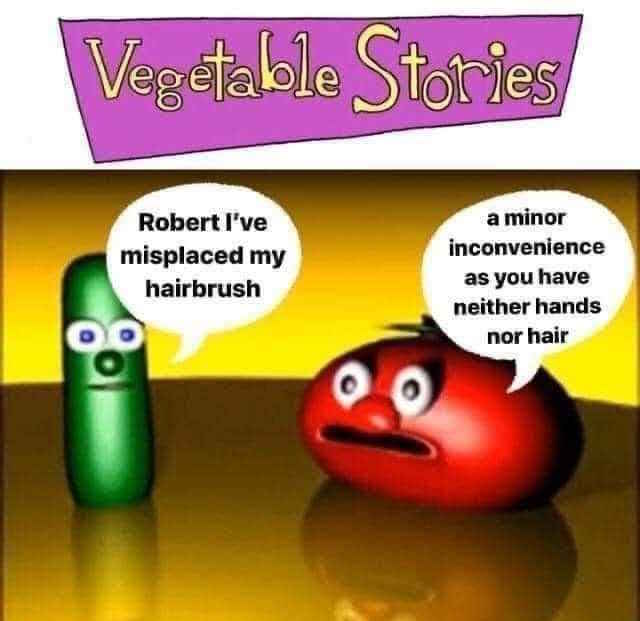 Vegetable Stories
Robert I've
misplaced my
hairbrush
a minor
inconvenience
as you have
neither hands
nor hair